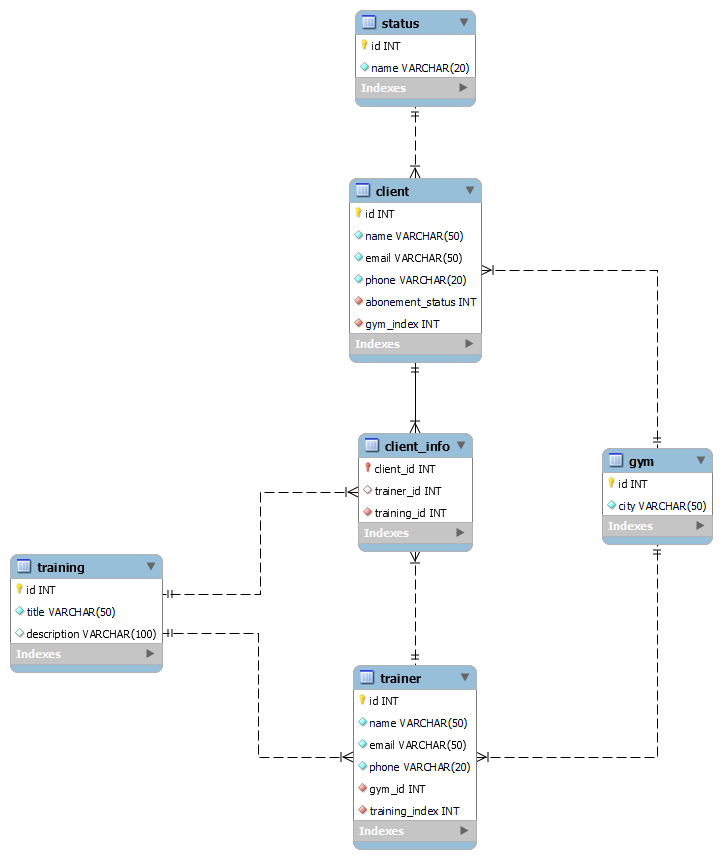 status
id INT
name VARCHAR(20)
Indexes
client
id INT
name VARCHAR(50)
email VARCHAR(50)
phone VARCHAR(20)
abonement_status INT
gym_index INT
Indexes
client_info
client_id INT
trainer_id INT
training_id INT
Indexes
gym
id INT
city VARCHAR(50)
Indexes
training
id INT
title VARCHAR(50)
description VARCHAR(100)
Indexes
trainer
id INT
name VARCHAR(50)
email VARCHAR(50)
phone VARCHAR(20)
gym_id INT
training_index INT
Indexes